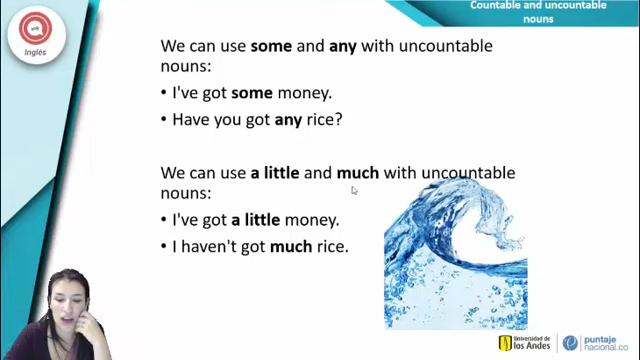 Countable and uncountable
nouns
Inglés
We can use some and any with uncountable
nouns:
• I've got some money.
• Have you got any rice?
We can use a little and much with uncountable
nouns:
• I've got a little money.
• I haven't got much rice.
Universidad de
los Andes
puntaje
nacional.co